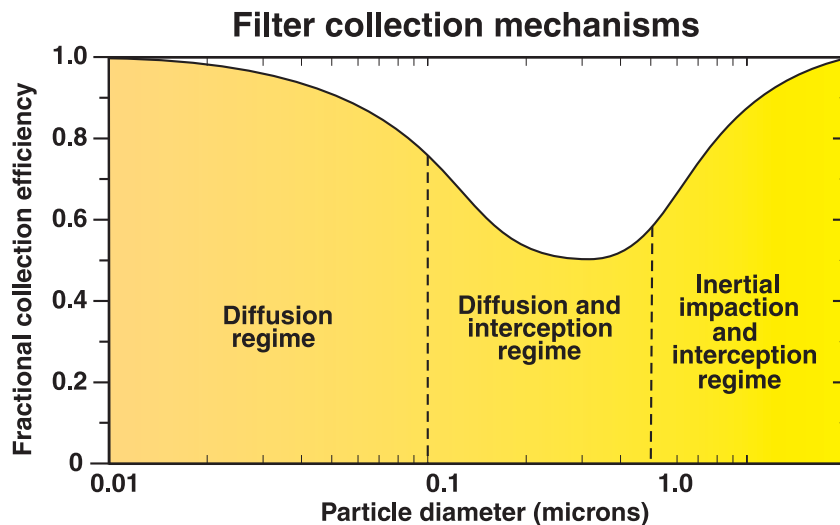 Filter collection mechanisms
Fractional collection efficiency
1.0
0.8
0.6
0.4
0.2
0
Diffusion
regime
Diffusion and
interception
regime
Inertial
impaction
and
interception
regime
0.01
0.1
1.0
Particle diameter (microns)